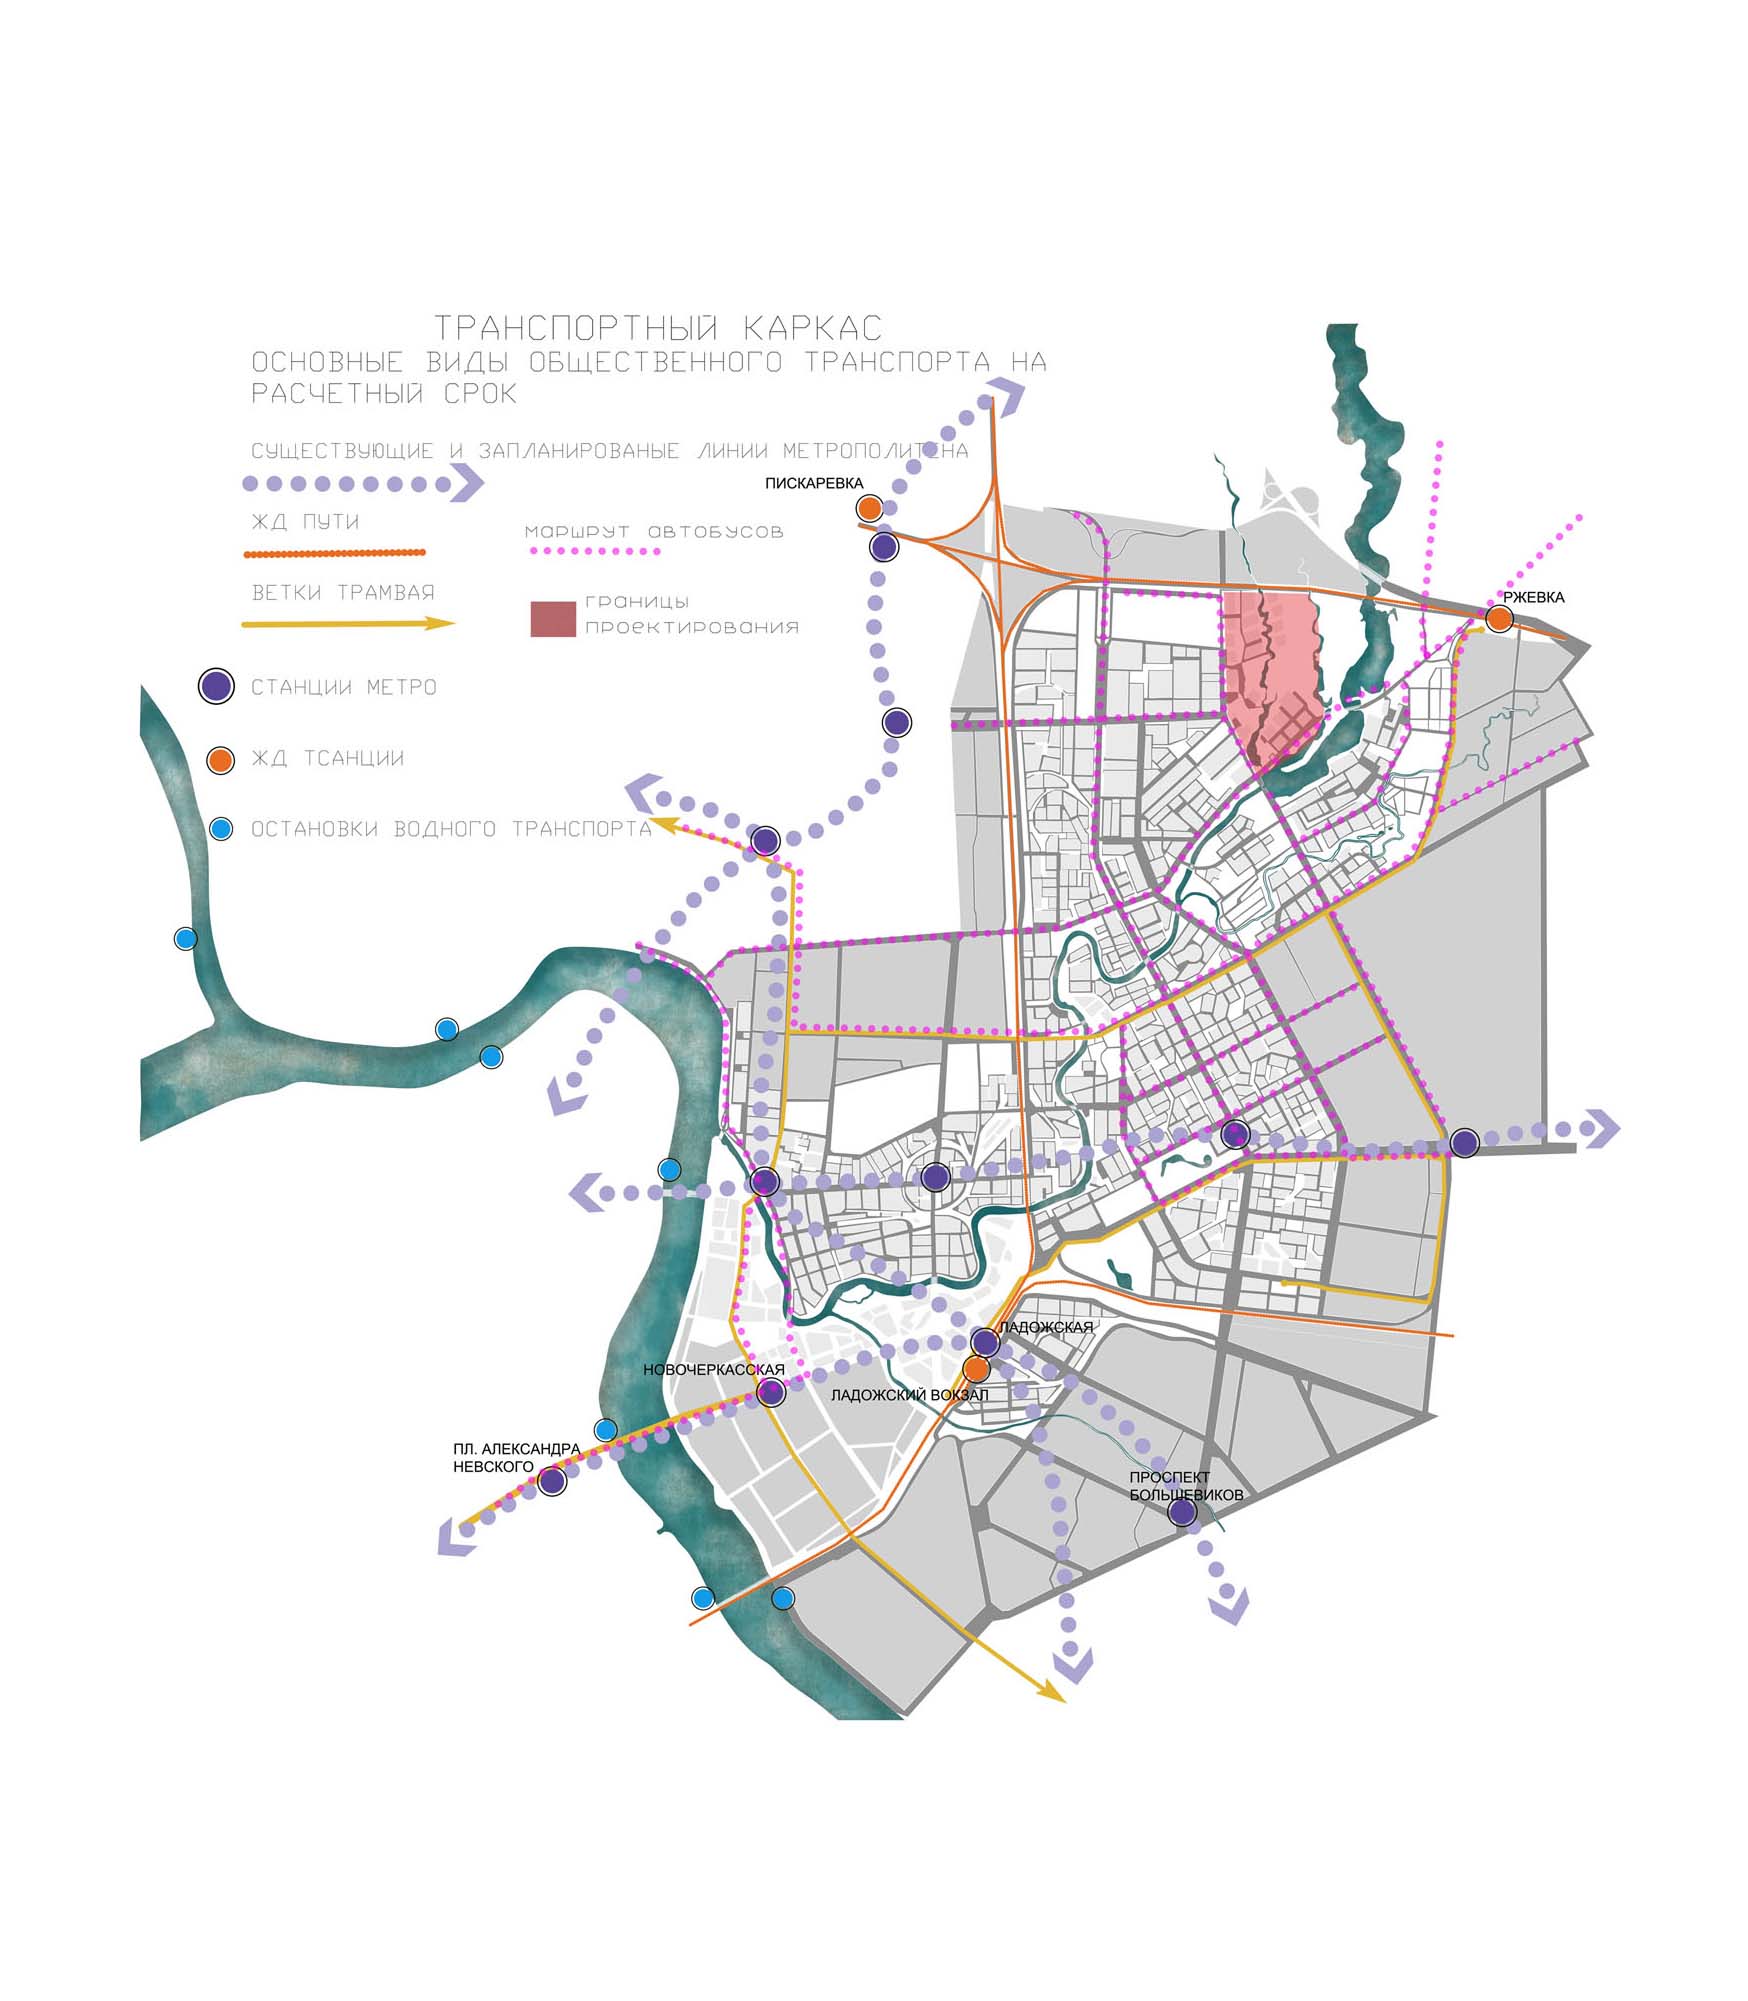 ТРАНСПОРТНЫЙ КАРКАС
ОСНОВНЫЕ ВИДЫ ОБЩЕСТВЕННОГО ТРАНСПОРТА НА
РАСЧЕТНЫЙ СРОК
СУЩЕСТВУЮЩИЕ И ЗАПЛАНИРОВАНЫЕ ЛИНИИ МЕТРОПОЛИТЕНА
ПИСКАРЕВКА
ЖД ПУТИ
МАРШРУТ АВТОБУСОВ
ВЕТКИ ТРАМВАЯ
ГРАНИЦЫ
ПРОЕКТИРОВАНИЯ
РЖЕВКА
СТАНЦИИ МЕТРО
ЖД ТСАНЦИИ
ОСТАНОВКИ ВОДНОГО ТРАНСПОРТА
ЛАДОЖСКАЯ
НОВОЧЕРКАССКАЯ
ЛАДОЖСКИЙ ВОКЗАЛ
ПЛ. АЛЕКСАНДРА
НЕВСКОГО
ПРОСПЕКТ
БОЛЬШЕВИКОВ